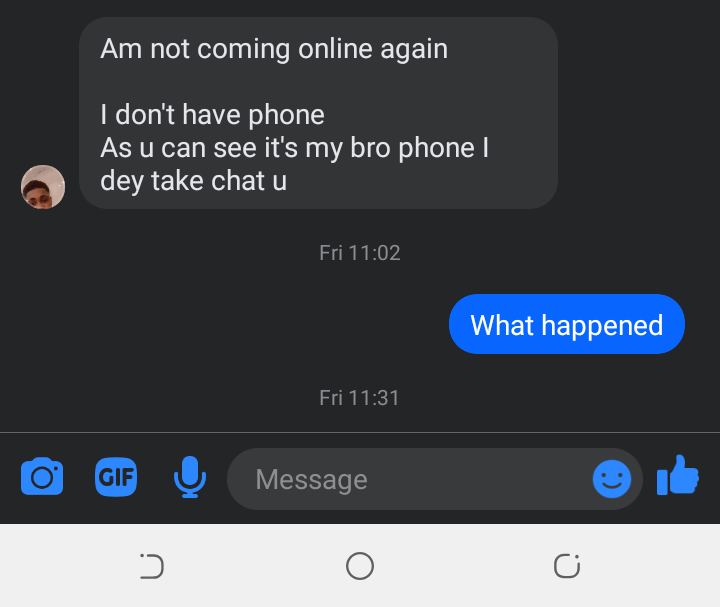 Am not coming online again
I don't have phone
As u can see it's my bro phone I
dey take chat u
Fri 11:02
What happened
Fri 11:31
GIF
Message